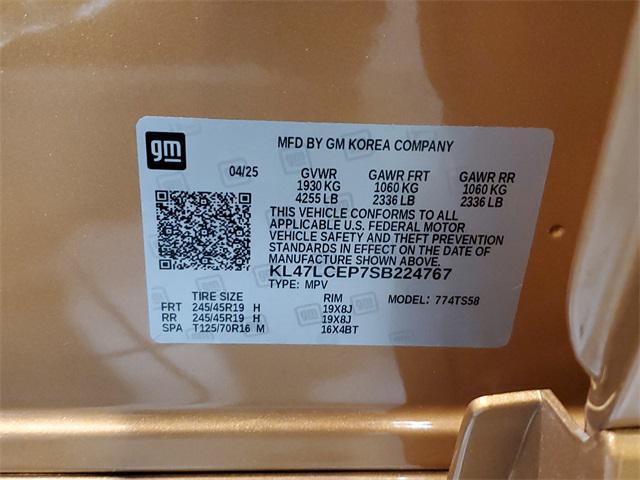 gm
MFD BY GM KOREA COMPANY
04/25 GVWR GAWR FRT GAWR RR
1930 KG 1060 KG 1060 KG
4255 LB 2336 LB 2336 LB
THIS VEHICLE CONFORMS TO ALL
APPLICABLE U.S. FEDERAL MOTOR
VEHICLE SAFETY AND THEFT PREVENTION
STANDARDS IN EFFECT ON THE DATE OF
MANUFACTURE SHOWN ABOVE.
KL47LCEP7SB224767
TYPE: MPV
TIRE SIZE RIM MODEL: 774TS58
FRT 245/45R19 H 19X8J
RR 245/45R19 H 19X8J
SPA T125/70R16 M 16X4BT